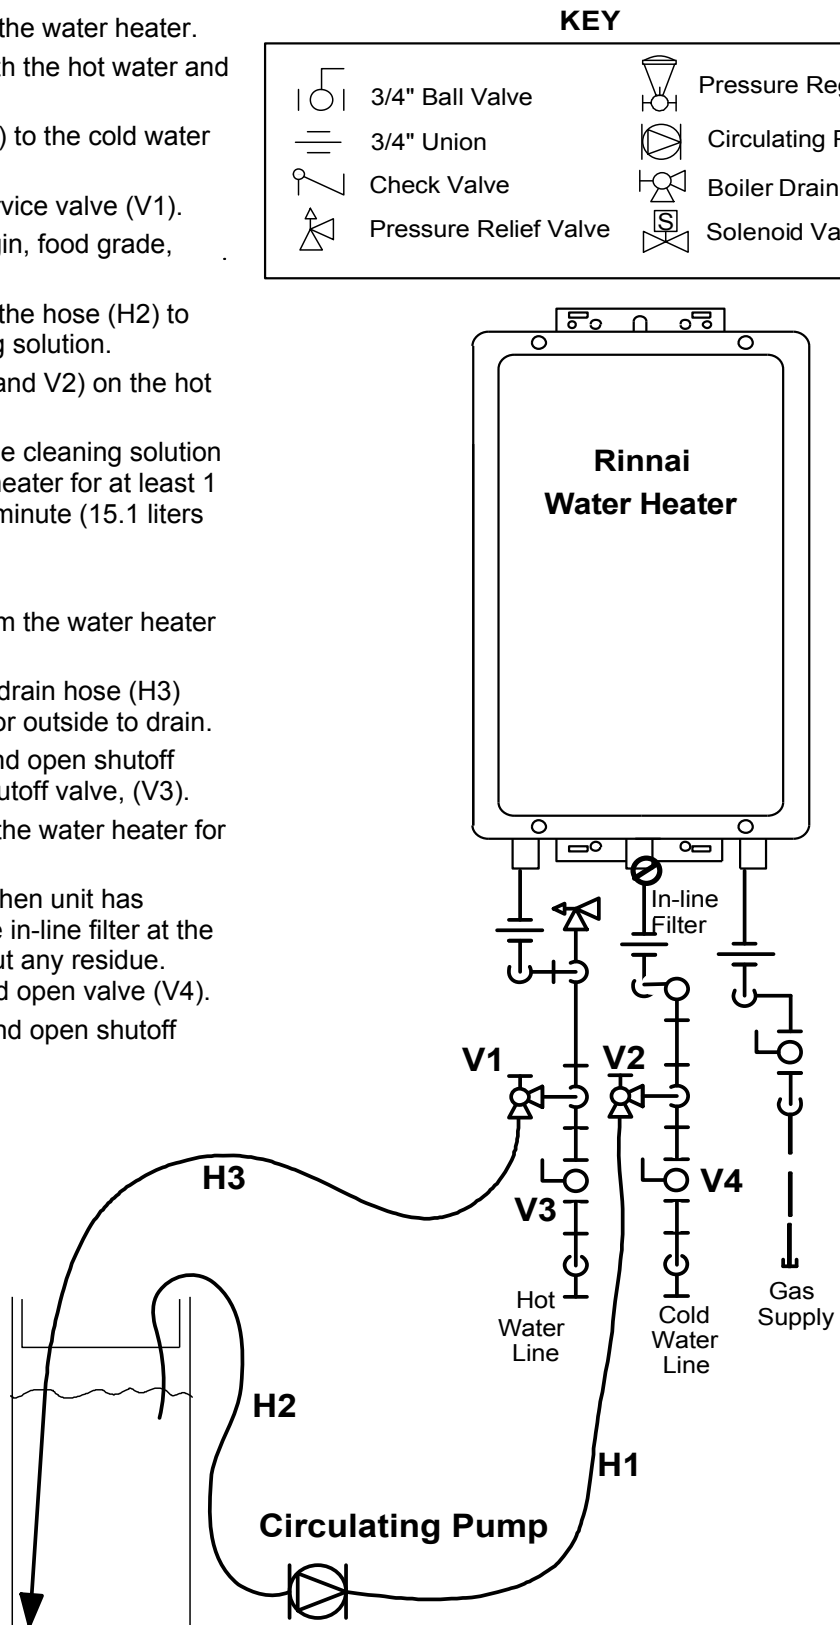 the water heater.
th the hot water and
) to the cold water
rvice valve (V1).
gin, food grade,
the hose (H2) to
g solution.
and V2) on the hot
e cleaning solution
heater for at least 1
minute (15.1 liters
m the water heater
drain hose (H3)
or outside to drain.
nd open shutoff
utoff valve, (V3).
the water heater for
hen unit has
e in-line filter at the
ut any residue.
d open valve (V4).
nd open shutoff
KEY
3/4" Ball Valve
3/4" Union
Check Valve
Pressure Relief Valve
Pressure Reg
Circulating P
Boiler Drain
S
Solenoid Va
Rinnai
Water Heater
In-line
Filter
V1
V2
V3
V4
H3
Hot
Water
Line
Cold
Water
Line
Gas
Supply
H2
H1
Circulating Pump